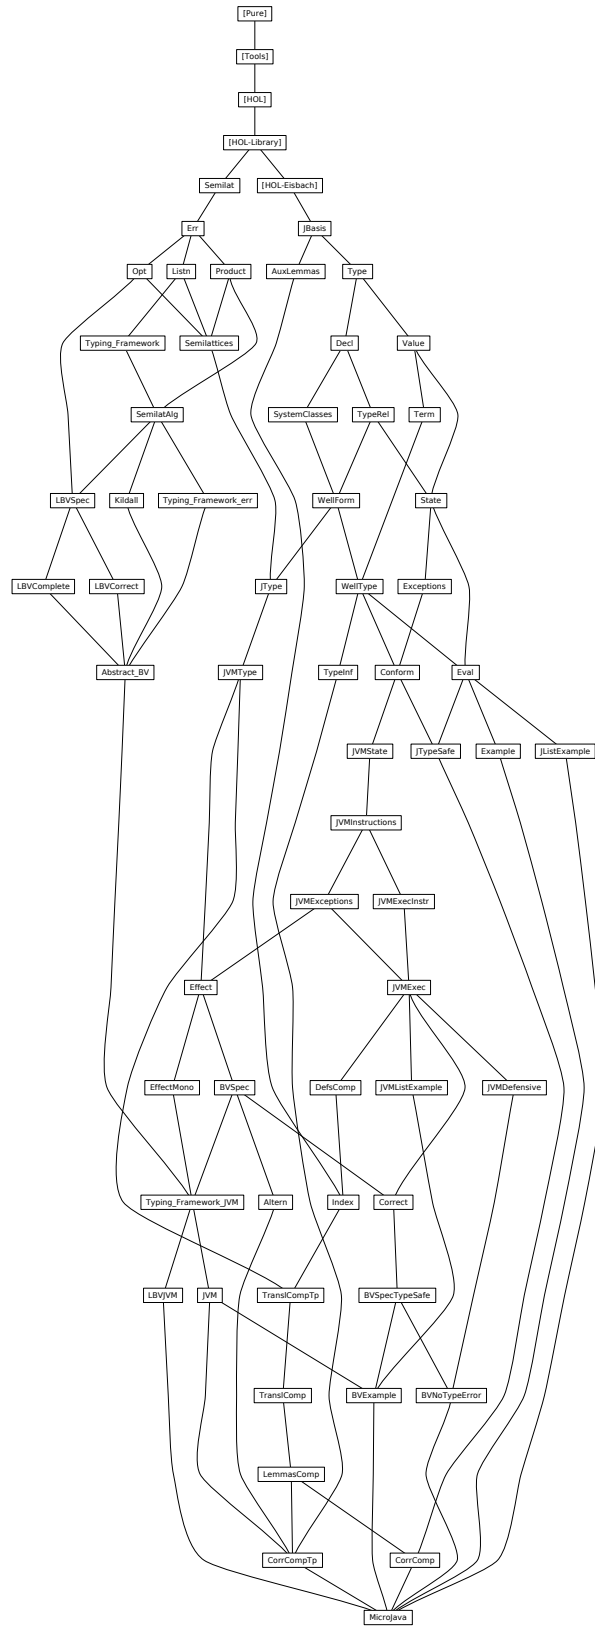 [Pure]
[Tools]
[HOL]
[HOL-Library]
Semilat [HOL-Eisbach]
Err JBasis
Opt Listn Product AuxLemmas Type
Typing_Framework Semilattices Decl Value
SemilatAlg SystemClasses TypeRel Term
LBVSpec Kildall Typing_Framework_err WellForm State
LBVComplete LBVCorrect JType WellType Exceptions
Abstract_BV JVMType TypeInf Conform Eval
JVMState JTypeSafe Example JListExample
JVMInstructions
JVMExceptions JVMExecInstr
Effect JVMExec
EffectMono BVSpec DefsComp JVMListExample JVMDefensive
Typing_Framework_JVM Altern Index Correct
LBVJVM JVM TranslCompTp BVSpecTypeSafe
TranslComp BVExample BVNoTypeError
LemmasComp
CorrCompTp CorrComp
MicroJava